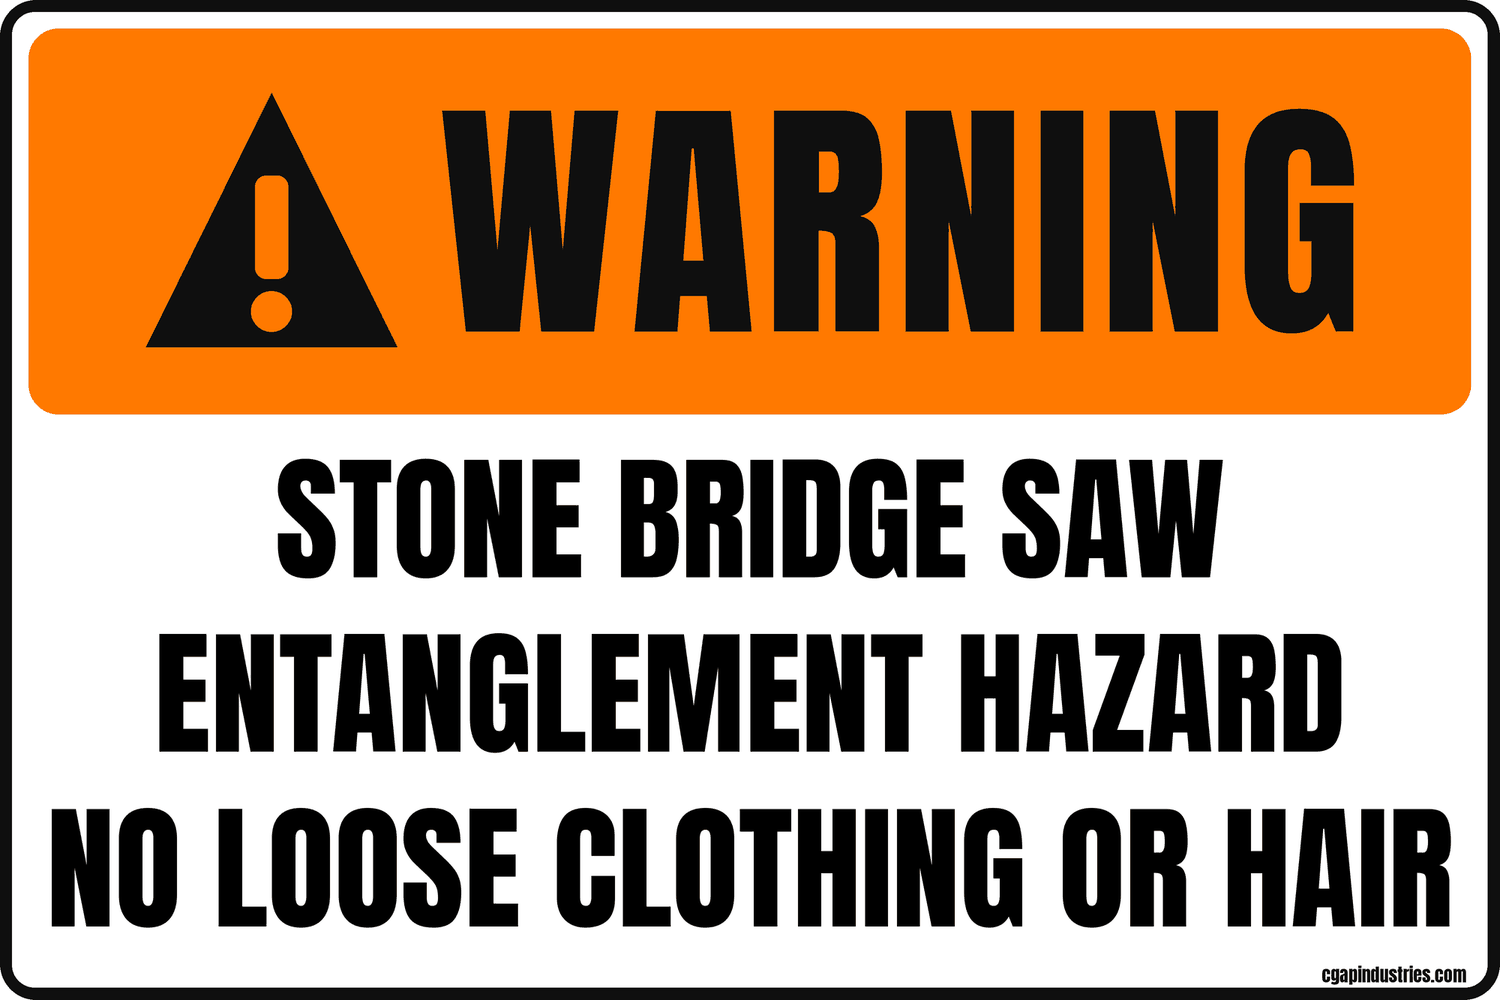 WARNING
STONE BRIDGE SAW
ENTANGLEMENT HAZARD
NO LOOSE CLOTHING OR HAIR
cgapindustries.com